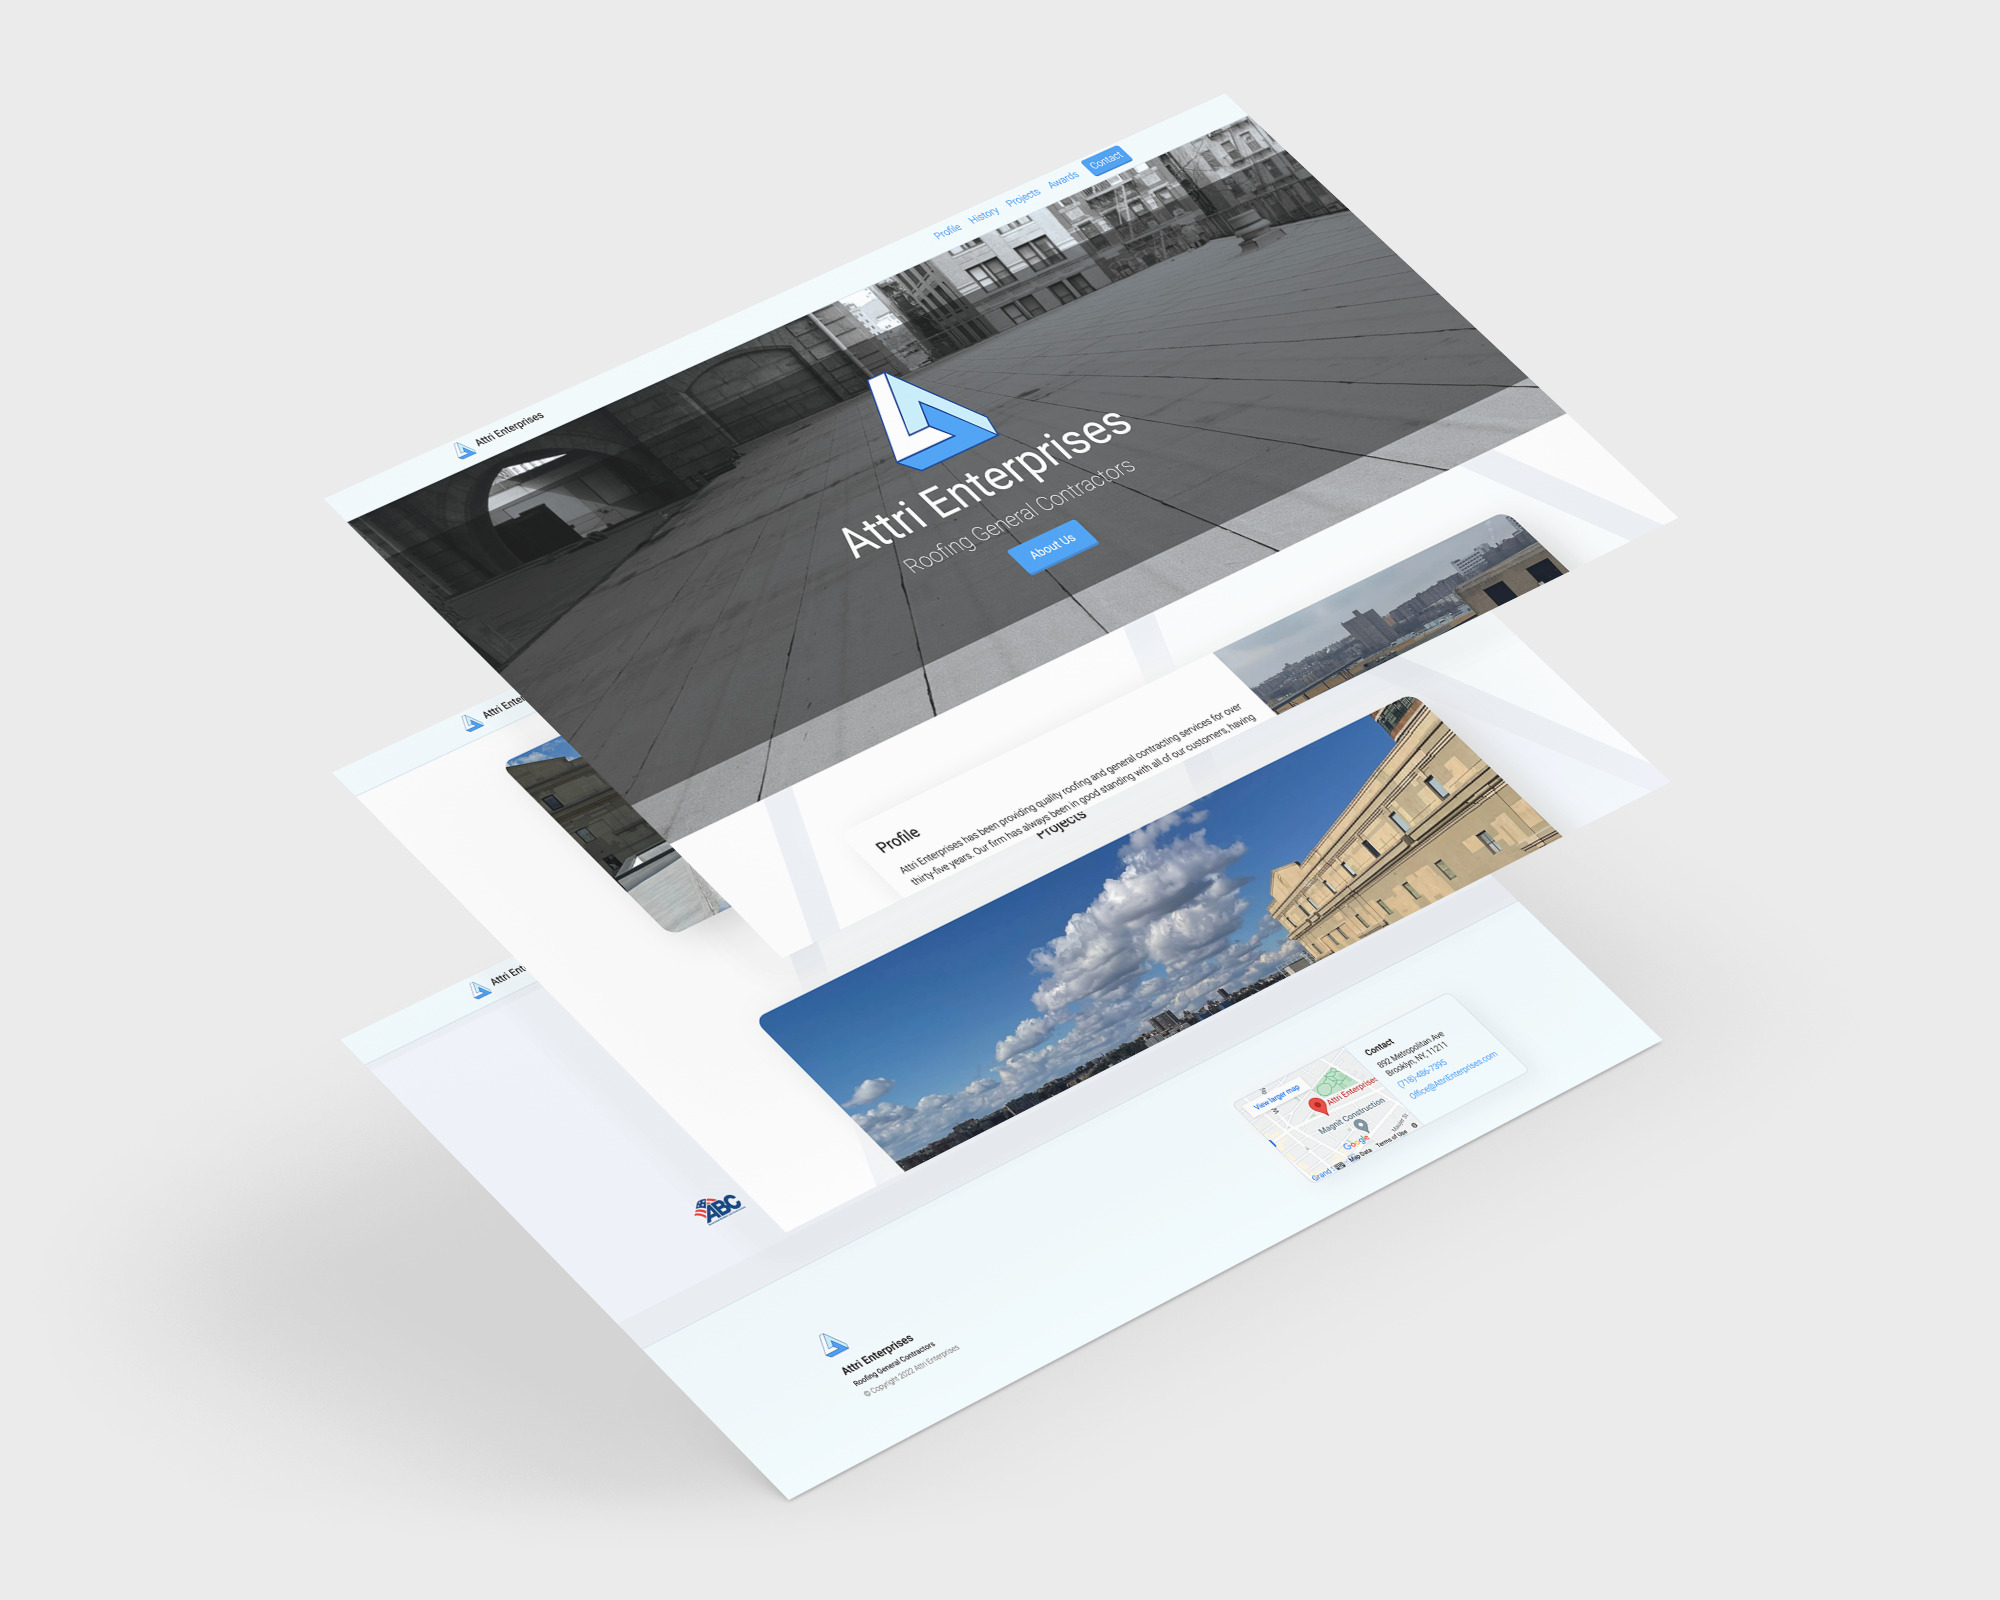 Attri Enterprises
Profile
History
Projects
Awards
Contact
Attri Enterprises
Roofing General Contractors
About Us
Profile
Attri Enterprises has been providing quality roofing and general contracting services for over
thirty-five years. Our firm has always been in good standing with all of our customers, having
Attri
Projects
Attri
ABC
View larger map
Attri Enterprises
Magnit Construction
Google
Grand
Map Data
Terms of Use
Contact
892 Metropolitan Ave
Brooklyn, NY, 11211
(718)-486-7395
Office@AttriEnterprises.com
Attri Enterprises
Roofing General Contractors
© Copyright 2022 Attri Enterprises